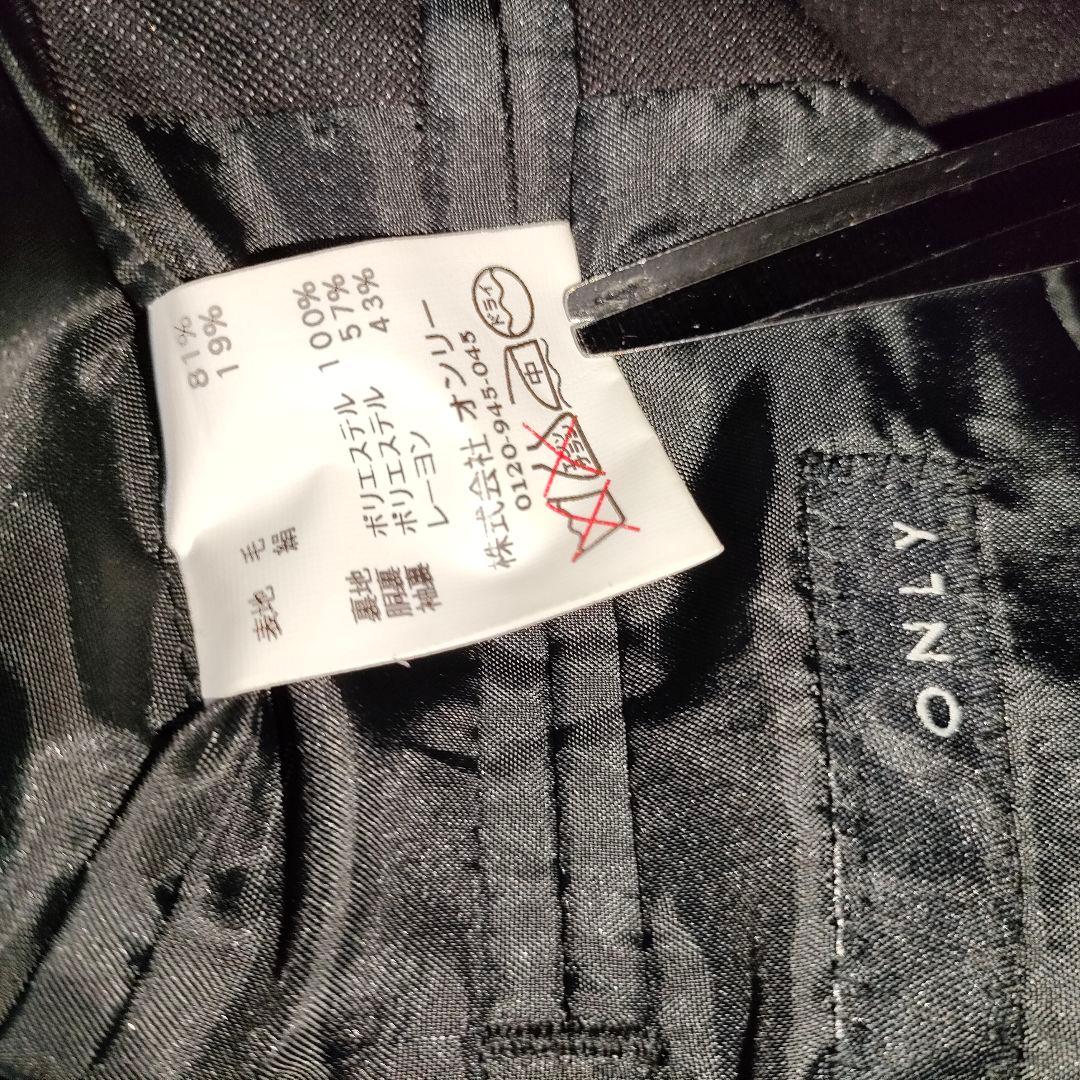 表地 毛 81%
絹 19%
裏地 ポリエステル 100%
胴裏 ポリエステル 57%
袖裏 レーヨン 43%
株式会社 オンリー
0120-945-045
中 ドライ
ONLY